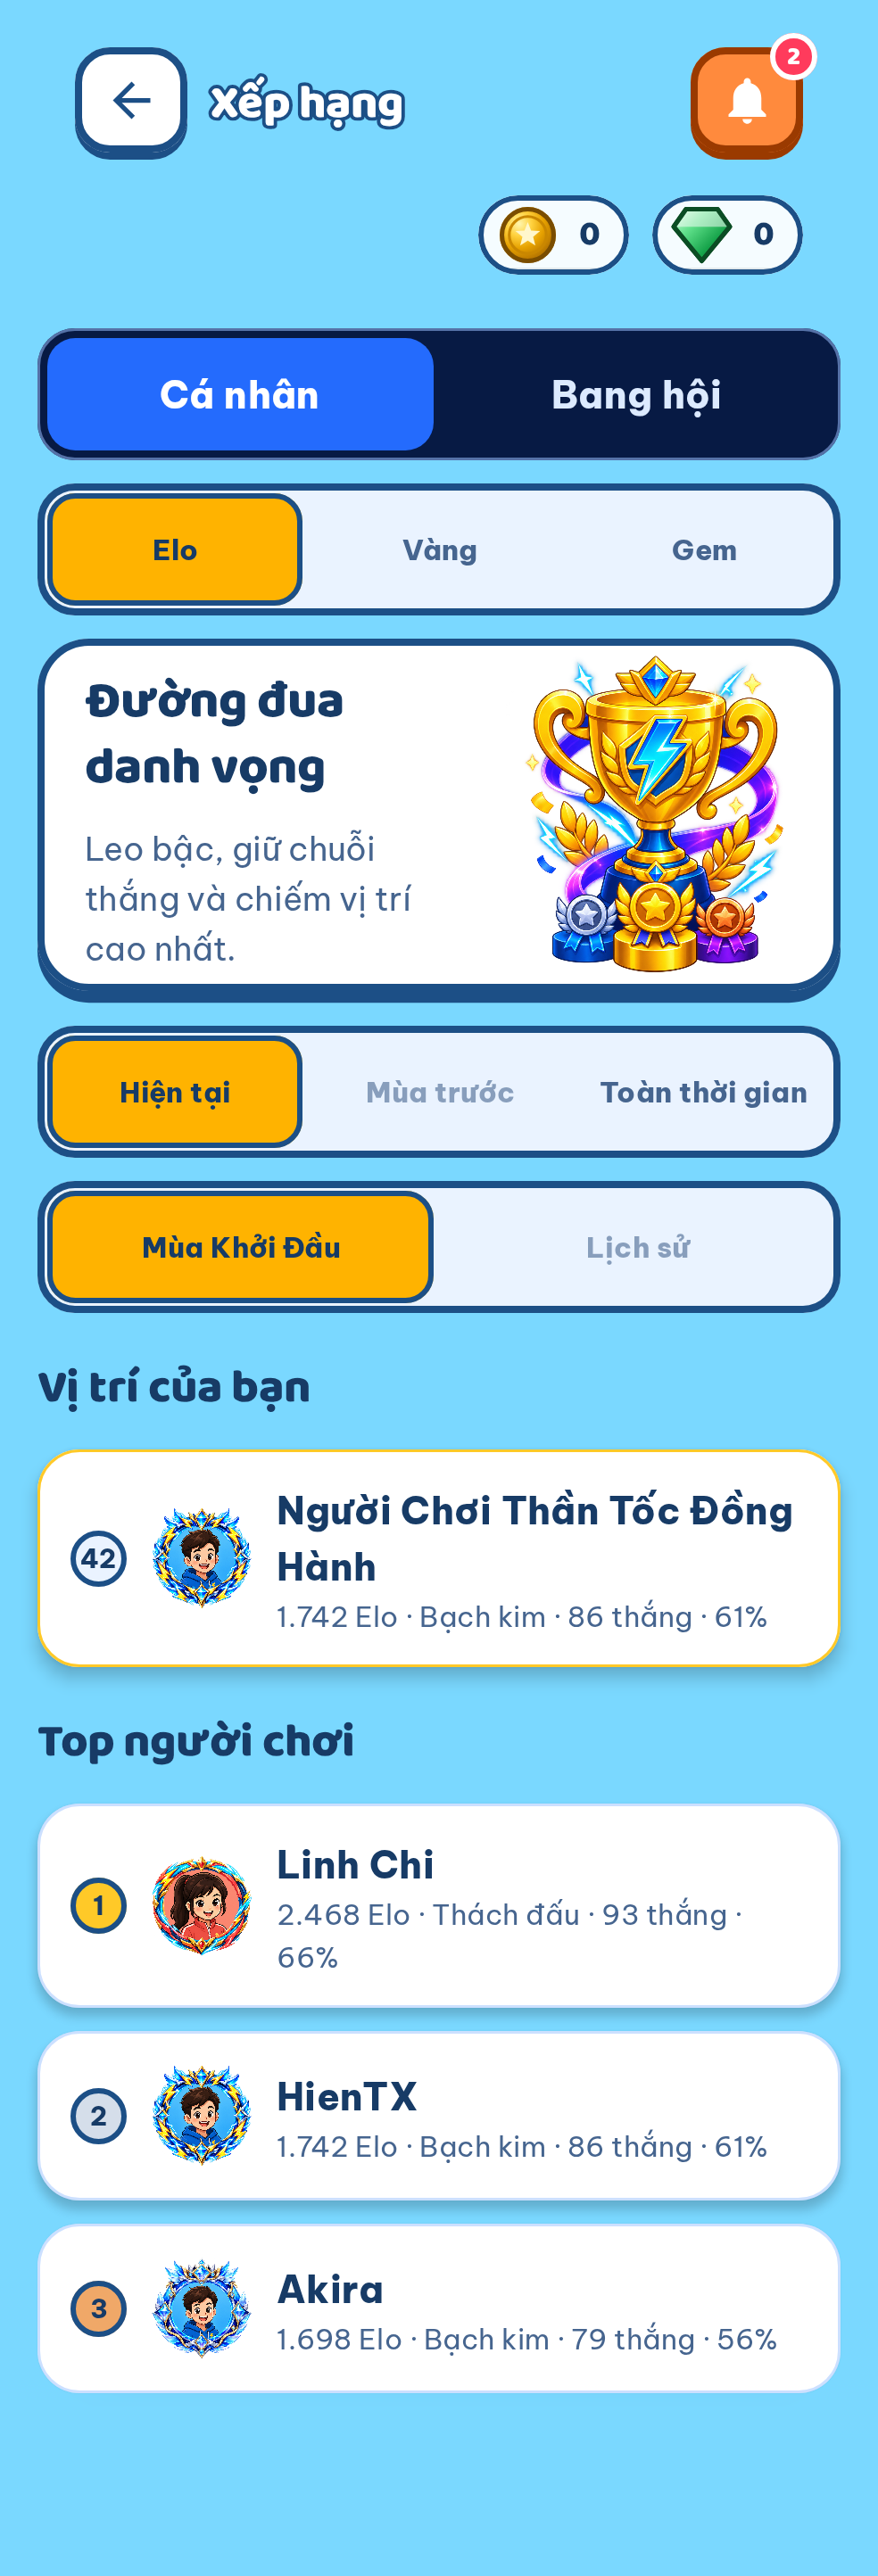 Xếp hạng
2
0
0
Cá nhân
Bang hội
Elo
Vàng
Gem
Đường đua
danh vọng
Leo bậc, giữ chuỗi
thắng và chiếm vị trí
cao nhất.
Hiện tại
Mùa trước
Toàn thời gian
Mùa Khởi Đầu
Lịch sử
Vị trí của bạn
42
Người Chơi Thần Tốc Đồng
Hành
1.742 Elo · Bạch kim · 86 thắng · 61%
Top người chơi
1
Linh Chi
2.468 Elo · Thách đấu · 93 thắng ·
66%
2
HienTX
1.742 Elo · Bạch kim · 86 thắng · 61%
3
Akira
1.698 Elo · Bạch kim · 79 thắng · 56%